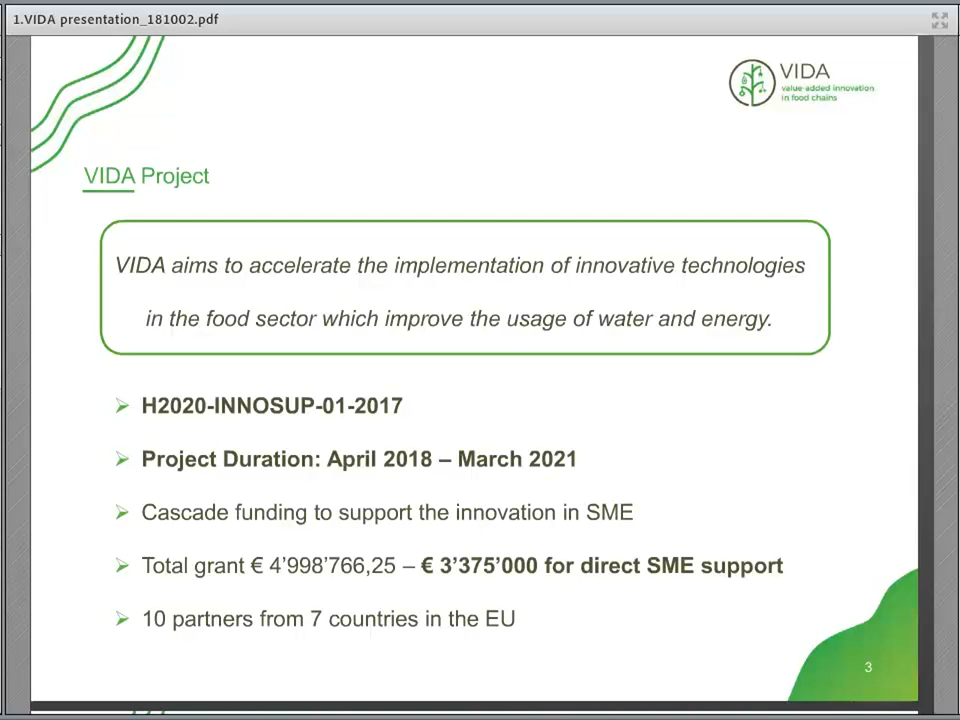 1.VIDA presentation_181002.pdf
VIDA
value added innovation
in food chains
VIDA Project
VIDA aims to accelerate the implementation of innovative technologies
in the food sector which improve the usage of water and energy.
H2020-INNOSUP-01-2017
Project Duration: April 2018 – March 2021
Cascade funding to support the innovation in SME
Total grant € 4’998’766,25 – € 3’375’000 for direct SME support
10 partners from 7 countries in the EU
3